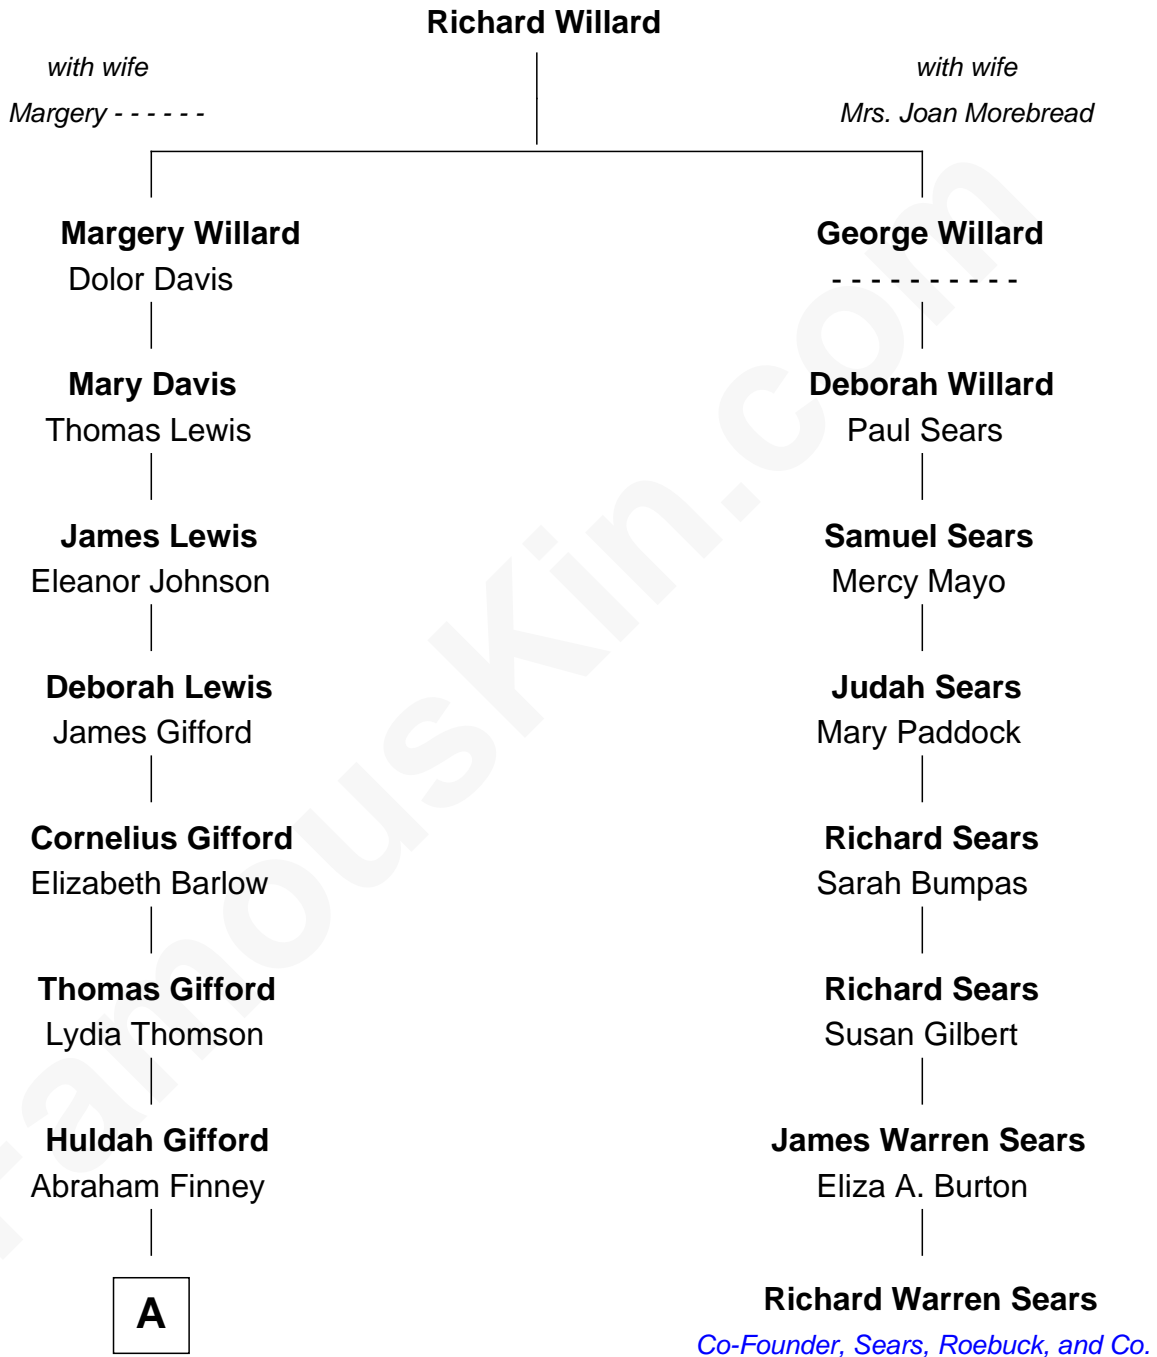 Richard Willard
with wife
Margery - - - - - -
with wife
Mrs. Joan Morebread
Margery Willard
Dolor Davis
George Willard
- - - - - - - - - -
Mary Davis
Thomas Lewis
Deborah Willard
Paul Sears
James Lewis
Eleanor Johnson
Samuel Sears
Mercy Mayo
Deborah Lewis
James Gifford
Judah Sears
Mary Paddock
Cornelius Gifford
Elizabeth Barlow
Richard Sears
Sarah Bumpas
Thomas Gifford
Lydia Thomson
Richard Sears
Susan Gilbert
Huldah Gifford
Abraham Finney
James Warren Sears
Eliza A. Burton
A
Richard Warren Sears
Co-Founder, Sears, Roebuck, and Co.
FamousKin.com